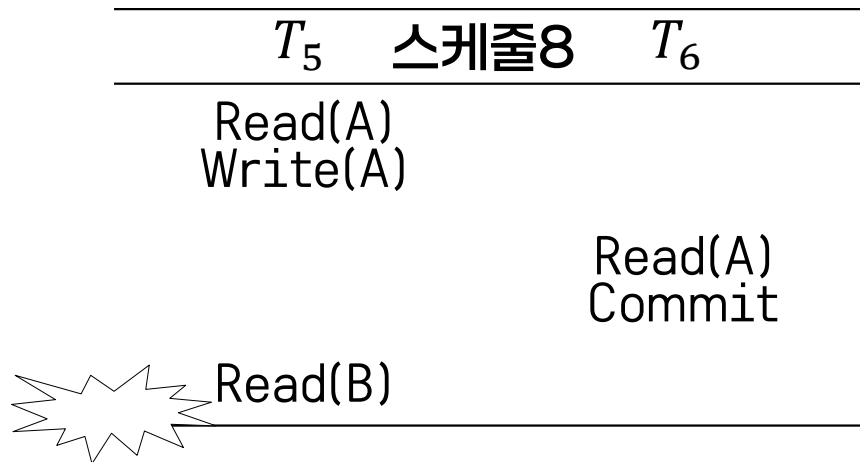 T₅ 스케줄8 T₆
Read(A)
Write(A)
Read(A)
Commit
Read(B)